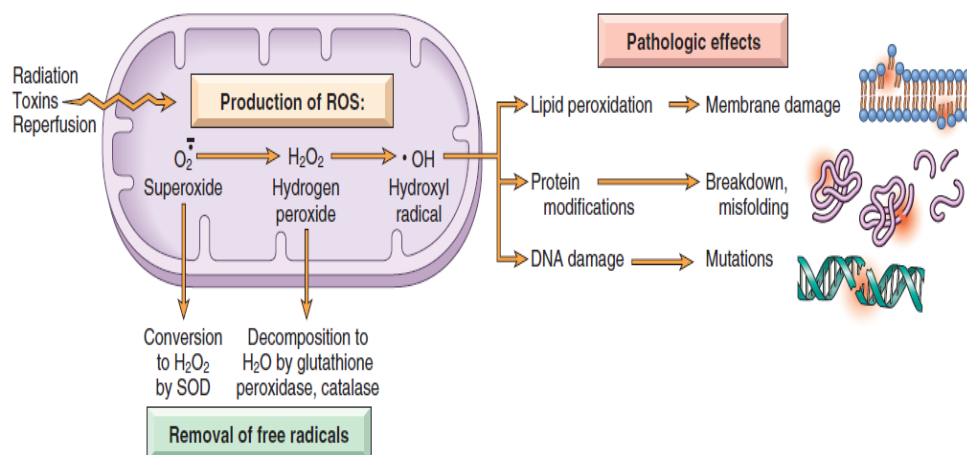 Radiation
Toxins
Reperfusion
Production of ROS:
O₂•̄
Superoxide
H₂O₂
Hydrogen
peroxide
• OH
Hydroxyl
radical
Pathologic effects
Lipid peroxidation
Membrane damage
Protein
modifications
Breakdown,
misfolding
DNA damage
Mutations
Conversion
to H₂O₂
by SOD
Decomposition to
H₂O by glutathione
peroxidase, catalase
Removal of free radicals